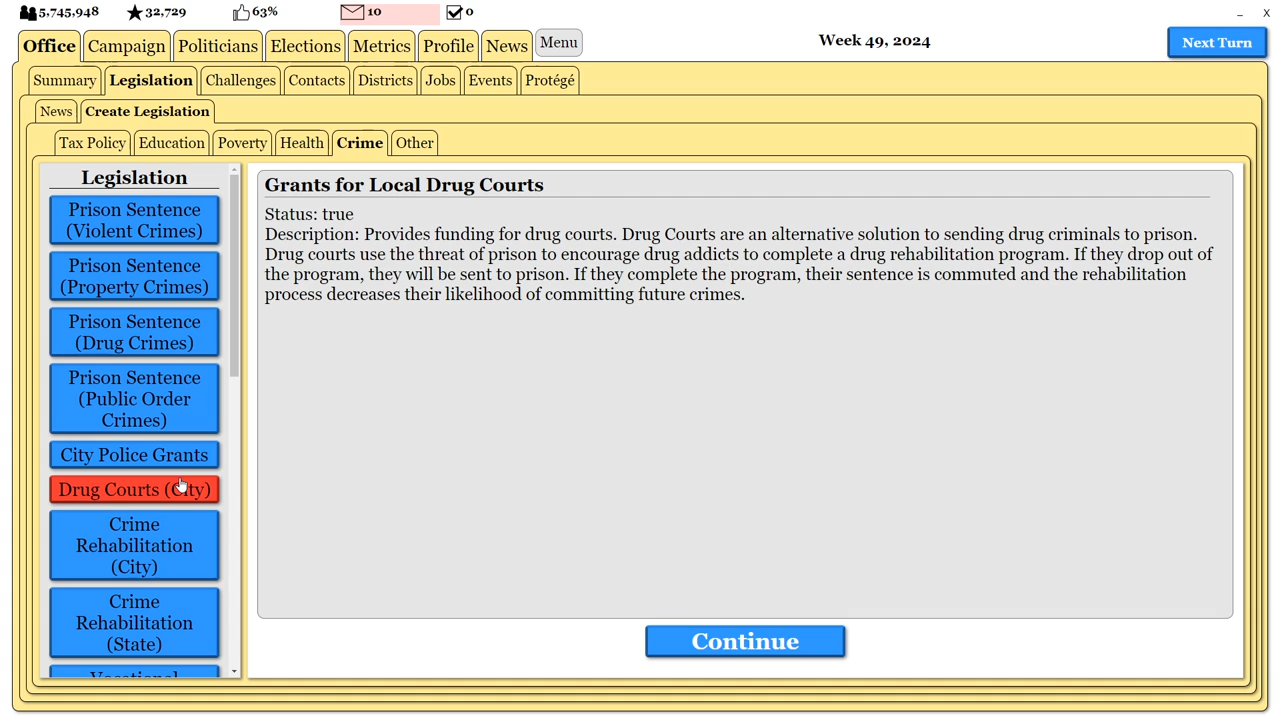 5,745,948 32,729 63% 10 0
_ x
Office Campaign Politicians Elections Metrics Profile News Menu
Week 49, 2024
Next Turn
Summary Legislation Challenges Contacts Districts Jobs Events Protégé
News Create Legislation
Tax Policy Education Poverty Health Crime Other
Legislation
Prison Sentence
(Violent Crimes)
Prison Sentence
(Property Crimes)
Prison Sentence
(Drug Crimes)
Prison Sentence
(Public Order
Crimes)
City Police Grants
Drug Courts (City)
Crime
Rehabilitation
(City)
Crime
Rehabilitation
(State)
Vocational
Grants for Local Drug Courts
Status: true
Description: Provides funding for drug courts. Drug Courts are an alternative solution to sending drug criminals to prison.
Drug courts use the threat of prison to encourage drug addicts to complete a drug rehabilitation program. If they drop out of
the program, they will be sent to prison. If they complete the program, their sentence is commuted and the rehabilitation
process decreases their likelihood of committing future crimes.
Continue